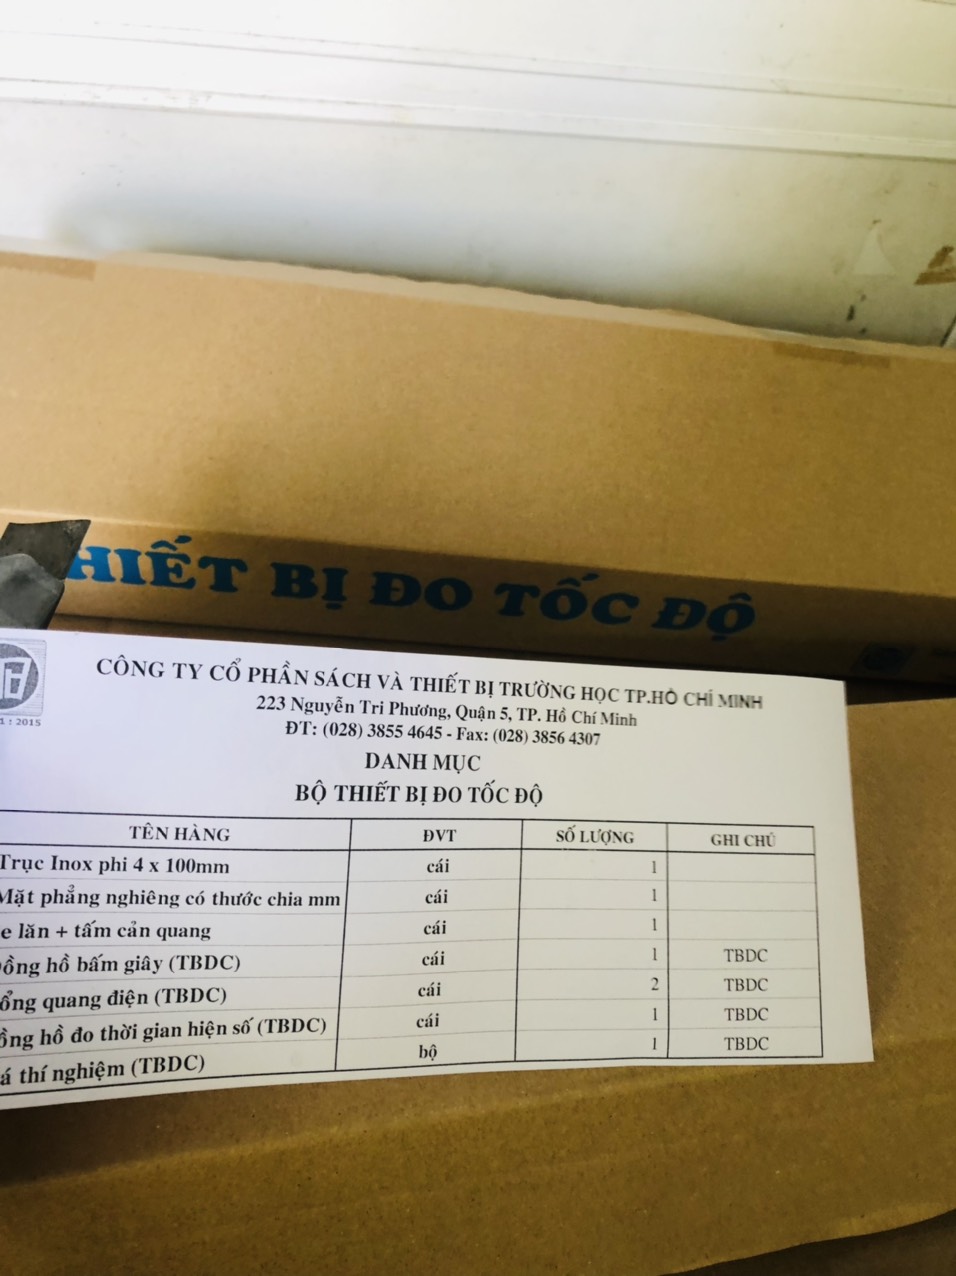 HIẾT BỊ ĐO TỐC ĐỘ
1 : 2015
CÔNG TY CỔ PHẦN SÁCH VÀ THIẾT BỊ TRƯỜNG HỌC TP.HỒ CHÍ MINH
223 Nguyễn Tri Phương, Quận 5, TP. Hồ Chí Minh
ĐT: (028) 3855 4645 - Fax: (028) 3856 4307
DANH MỤC
BỘ THIẾT BỊ ĐO TỐC ĐỘ
TÊN HÀNG ĐVT SỐ LƯỢNG GHI CHÚ
Trục Inox phi 4 x 100mm cái 1
Mặt phẳng nghiêng có thước chia mm cái 1
e lăn + tấm cản quang cái 1
ồng hồ bấm giây (TBDC) cái 1 TBDC
ổng quang điện (TBDC) cái 2 TBDC
ồng hồ đo thời gian hiện số (TBDC) cái 1 TBDC
á thí nghiệm (TBDC) bộ 1 TBDC